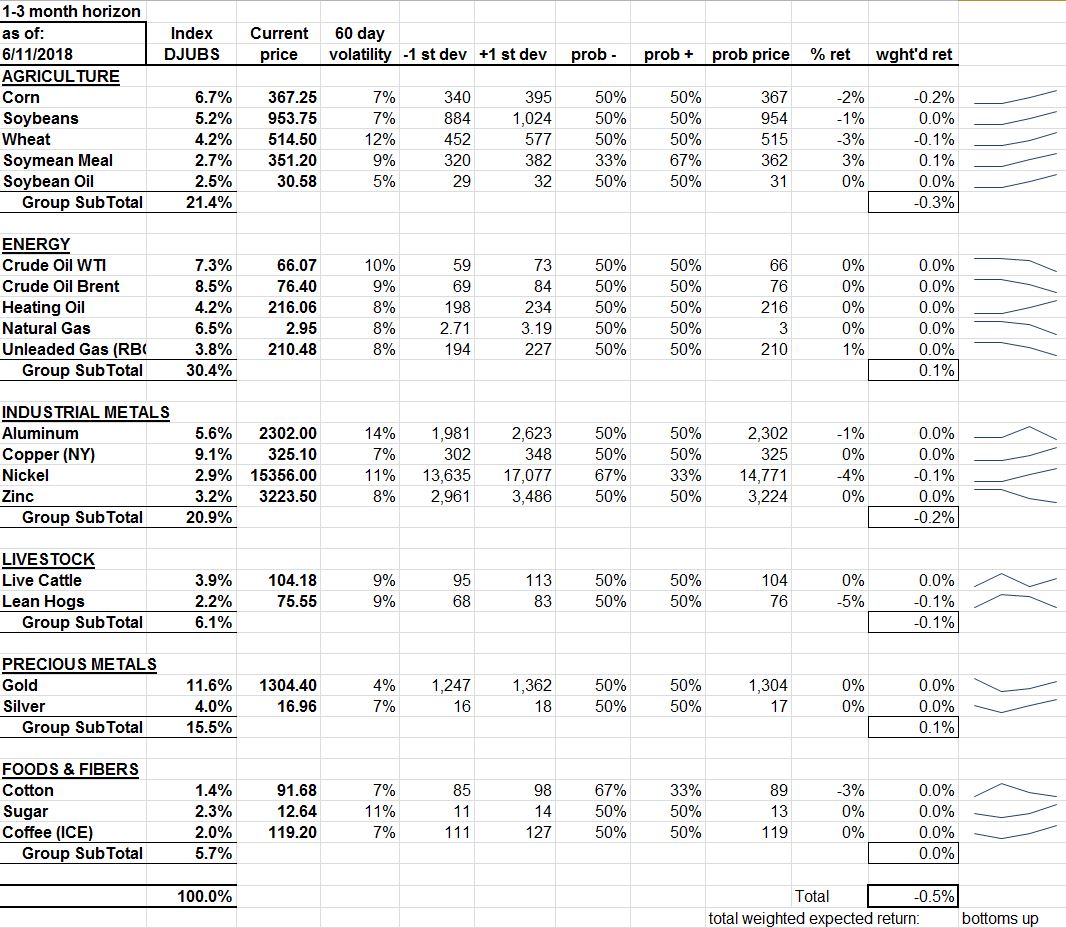 1-3 month horizon
as of: Index Current 60 day
6/11/2018 DJUBS price volatility -1 st dev +1 st dev prob - prob + prob price % ret wght'd ret
AGRICULTURE
Corn 6.7% 367.25 7% 340 395 50% 50% 367 -2% -0.2%
Soybeans 5.2% 953.75 7% 884 1,024 50% 50% 954 -1% 0.0%
Wheat 4.2% 514.50 12% 452 577 50% 50% 515 -3% -0.1%
Soymean Meal 2.7% 351.20 9% 320 382 33% 67% 362 3% 0.1%
Soybean Oil 2.5% 30.58 5% 29 32 50% 50% 31 0% 0.0%
Group SubTotal 21.4% -0.3%
ENERGY
Crude Oil WTI 7.3% 66.07 10% 59 73 50% 50% 66 0% 0.0%
Crude Oil Brent 8.5% 76.40 9% 69 84 50% 50% 76 0% 0.0%
Heating Oil 4.2% 216.06 8% 198 234 50% 50% 216 0% 0.0%
Natural Gas 6.5% 2.95 8% 2.71 3.19 50% 50% 3 0% 0.0%
Unleaded Gas (RBO 3.8% 210.48 8% 194 227 50% 50% 210 1% 0.0%
Group SubTotal 30.4% 0.1%
INDUSTRIAL METALS
Aluminum 5.6% 2302.00 14% 1,981 2,623 50% 50% 2,302 -1% 0.0%
Copper (NY) 9.1% 325.10 7% 302 348 50% 50% 325 0% 0.0%
Nickel 2.9% 15356.00 11% 13,635 17,077 67% 33% 14,771 -4% -0.1%
Zinc 3.2% 3223.50 8% 2,961 3,486 50% 50% 3,224 0% 0.0%
Group SubTotal 20.9% -0.2%
LIVESTOCK
Live Cattle 3.9% 104.18 9% 95 113 50% 50% 104 0% 0.0%
Lean Hogs 2.2% 75.55 9% 68 83 50% 50% 76 -5% -0.1%
Group SubTotal 6.1% -0.1%
PRECIOUS METALS
Gold 11.6% 1304.40 4% 1,247 1,362 50% 50% 1,304 0% 0.0%
Silver 4.0% 16.96 7% 16 18 50% 50% 17 0% 0.0%
Group SubTotal 15.5% 0.1%
FOODS & FIBERS
Cotton 1.4% 91.68 7% 85 98 67% 33% 89 -3% 0.0%
Sugar 2.3% 12.64 11% 11 14 50% 50% 13 0% 0.0%
Coffee (ICE) 2.0% 119.20 7% 111 127 50% 50% 119 0% 0.0%
Group SubTotal 5.7% 0.0%
100.0% Total -0.5%
total weighted expected return: bottoms up